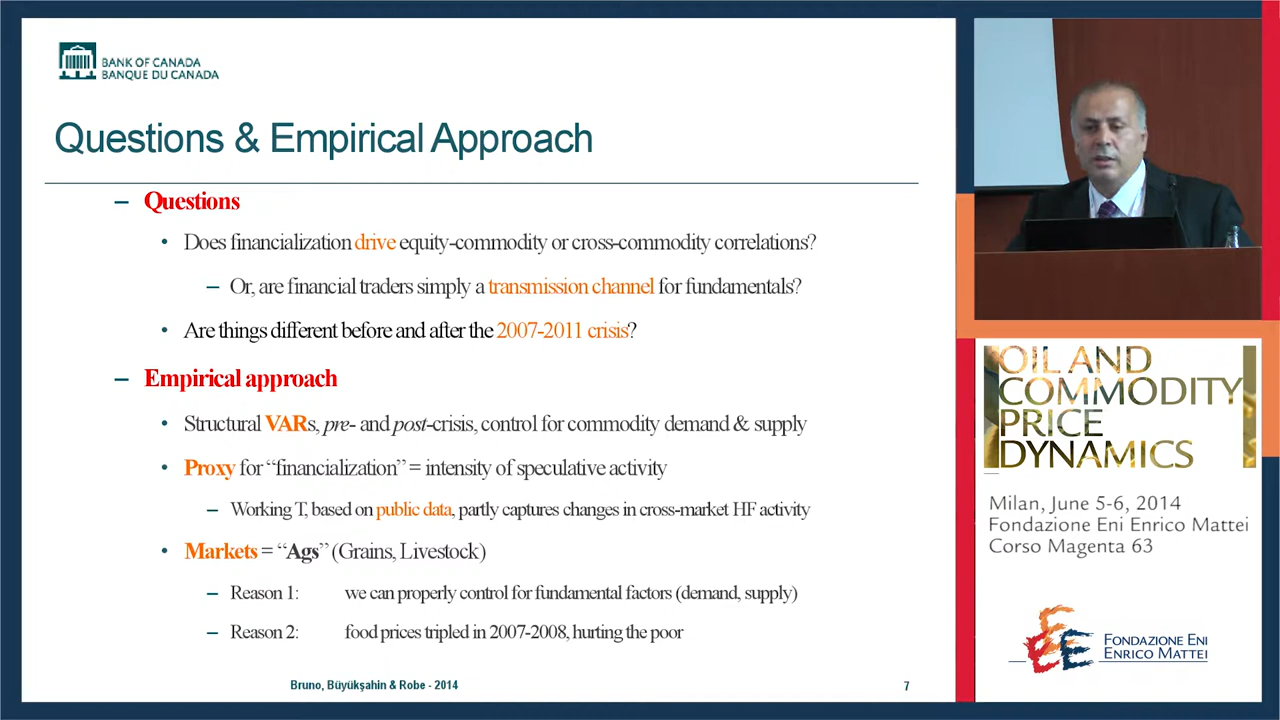 BANK OF CANADA
BANQUE DU CANADA
Questions & Empirical Approach
– Questions
• Does financialization drive equity-commodity or cross-commodity correlations?
– Or, are financial traders simply a transmission channel for fundamentals?
• Are things different before and after the 2007-2011 crisis?
– Empirical approach
• Structural VARs, pre- and post-crisis, control for commodity demand & supply
• Proxy for “financialization” = intensity of speculative activity
– Working T, based on public data, partly captures changes in cross-market HF activity
• Markets = “Ags” (Grains, Livestock)
– Reason 1: we can properly control for fundamental factors (demand, supply)
– Reason 2: food prices tripled in 2007-2008, hurting the poor
Bruno, Büyükşahin & Robe - 2014
7
OIL AND
COMMODITY
PRICE
DYNAMICS
Milan, June 5-6, 2014
Fondazione Eni Enrico Mattei
Corso Magenta 63
FONDAZIONE ENI
ENRICO MATTEI